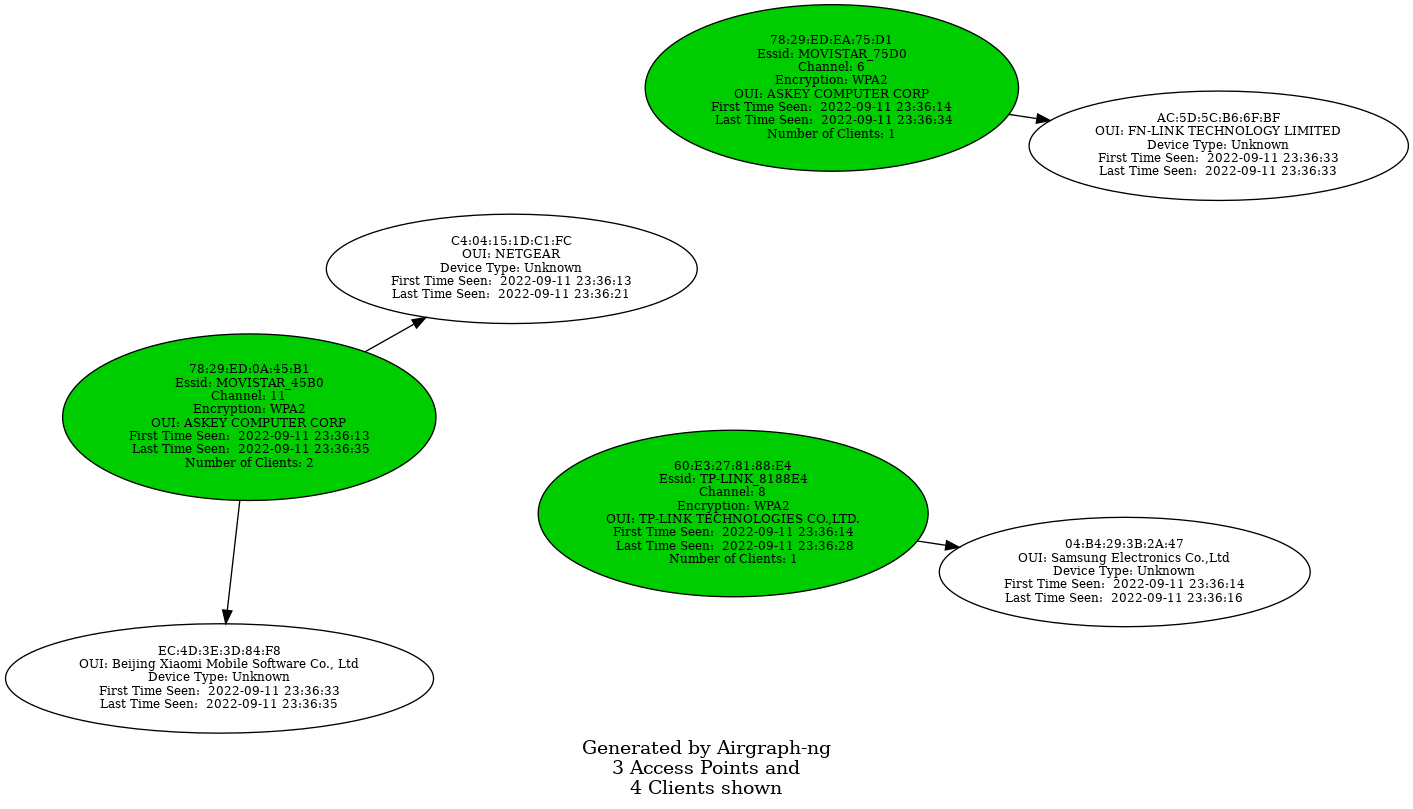 78:29:ED:EA:75:D1
Essid: MOVISTAR_75D0
Channel: 6
Encryption: WPA2
OUI: ASKEY COMPUTER CORP
First Time Seen:  2022-09-11 23:36:14
Last Time Seen:  2022-09-11 23:36:34
Number of Clients: 1
AC:5D:5C:B6:6F:BF
OUI: FN-LINK TECHNOLOGY LIMITED
Device Type: Unknown
First Time Seen:  2022-09-11 23:36:33
Last Time Seen:  2022-09-11 23:36:33
C4:04:15:1D:C1:FC
OUI: NETGEAR
Device Type: Unknown
First Time Seen:  2022-09-11 23:36:13
Last Time Seen:  2022-09-11 23:36:21
78:29:ED:0A:45:B1
Essid: MOVISTAR_45B0
Channel: 11
Encryption: WPA2
OUI: ASKEY COMPUTER CORP
First Time Seen:  2022-09-11 23:36:13
Last Time Seen:  2022-09-11 23:36:35
Number of Clients: 2
60:E3:27:81:88:E4
Essid: TP-LINK_8188E4
Channel: 8
Encryption: WPA2
OUI: TP-LINK TECHNOLOGIES CO.,LTD.
First Time Seen:  2022-09-11 23:36:14
Last Time Seen:  2022-09-11 23:36:28
Number of Clients: 1
04:B4:29:3B:2A:47
OUI: Samsung Electronics Co.,Ltd
Device Type: Unknown
First Time Seen:  2022-09-11 23:36:14
Last Time Seen:  2022-09-11 23:36:16
EC:4D:3E:3D:84:F8
OUI: Beijing Xiaomi Mobile Software Co., Ltd
Device Type: Unknown
First Time Seen:  2022-09-11 23:36:33
Last Time Seen:  2022-09-11 23:36:35
Generated by Airgraph-ng
3 Access Points and
4 Clients shown